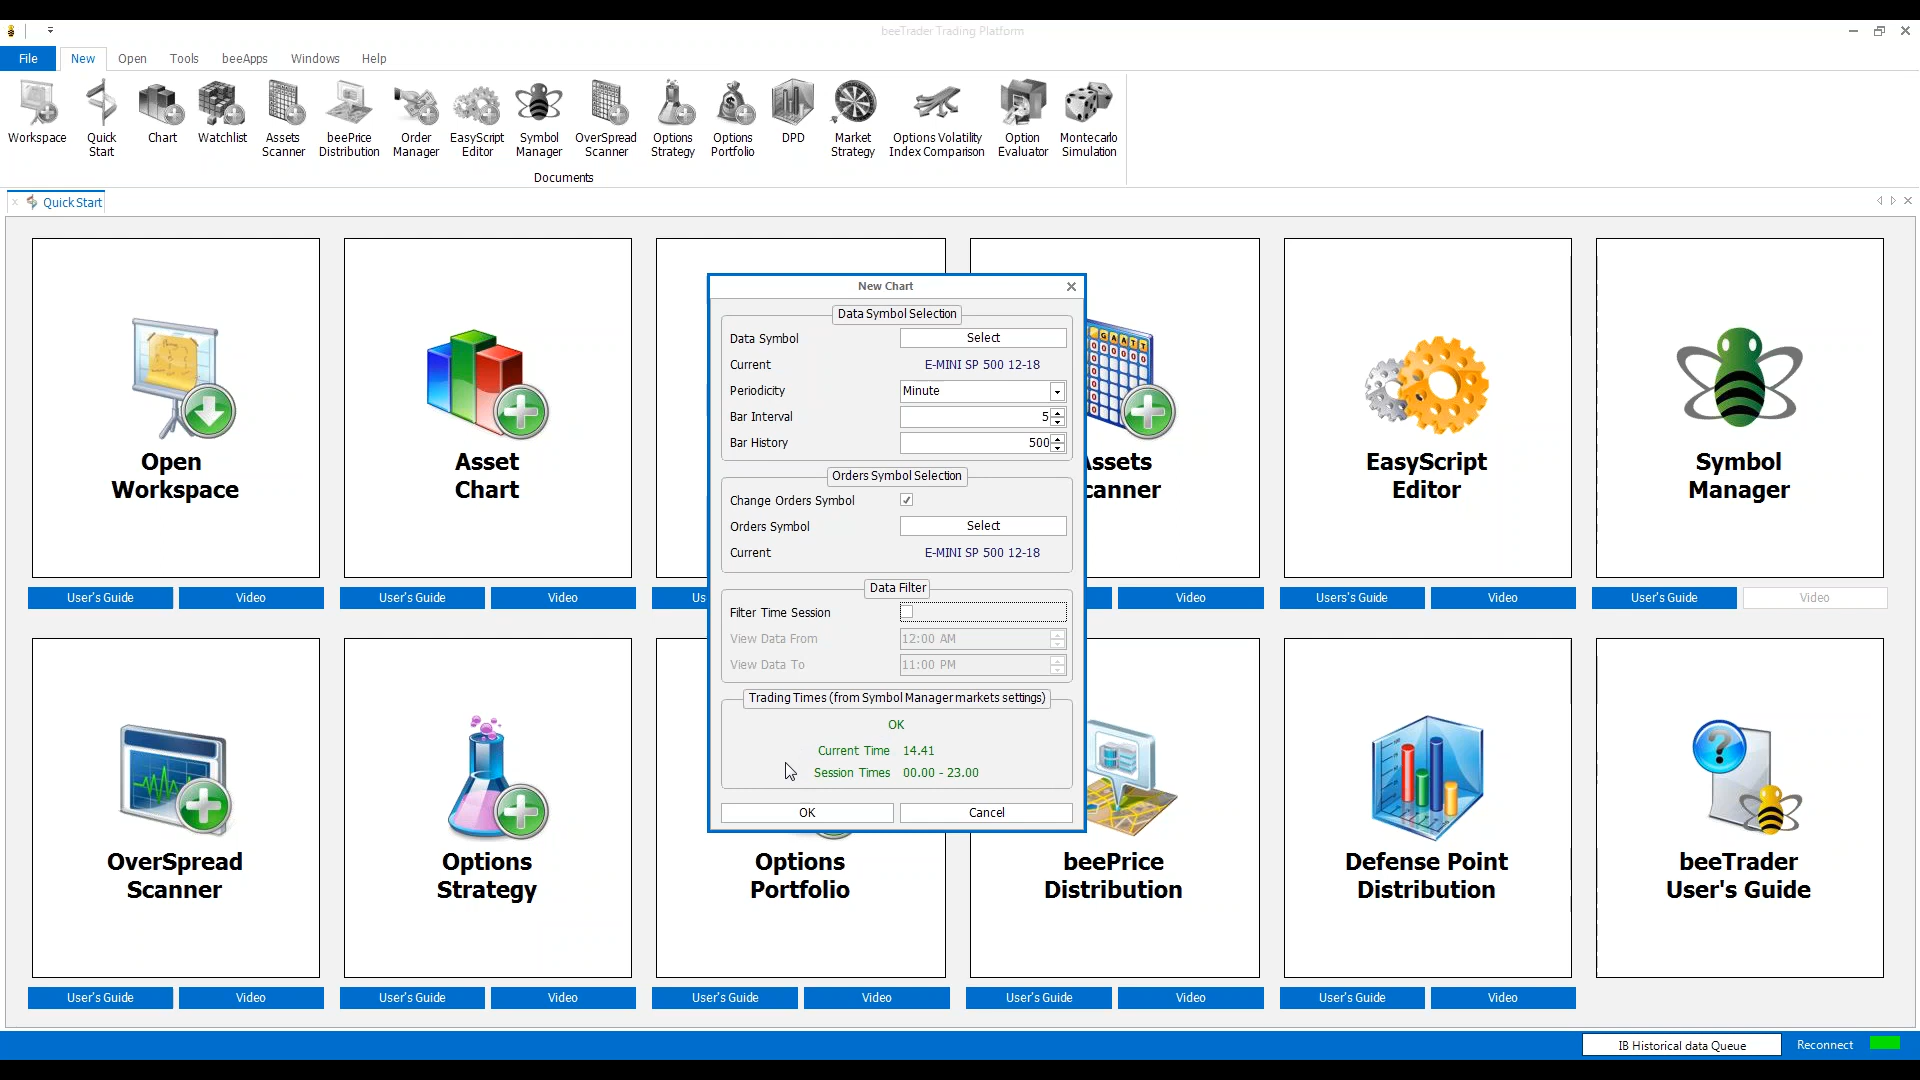 beeTrader Trading Platform
File New Open Tools beeApps Windows Help
Workspace Quick Start Chart Watchlist Assets Scanner beePrice Distribution Order Manager EasyScript Editor Symbol Manager OverSpread Scanner Options Strategy Options Portfolio DPD Market Strategy Options Volatility Index Comparison Option Evaluator Montecarlo Simulation
Documents
Quick Start
New Chart
Data Symbol Selection
Data Symbol Select
Current E-MINI SP 500 12-18
Periodicity Minute
Bar Interval 5
Bar History 500
Orders Symbol Selection
Change Orders Symbol
Orders Symbol Select
Current E-MINI SP 500 12-18
Data Filter
Filter Time Session
View Data From 12:00 AM
View Data To 11:00 PM
Trading Times (from Symbol Manager markets settings)
OK
Current Time 14.41
Session Times 00.00 - 23.00
OK Cancel
Open
Workspace
Asset
Chart
EasyScript
Editor
Symbol
Manager
User's Guide Video User's Guide Video Video Users's Guide Video User's Guide Video
OverSpread
Scanner
Options
Strategy
Options
Portfolio
beePrice
Distribution
Defense Point
Distribution
beeTrader
User's Guide
User's Guide Video User's Guide Video User's Guide Video User's Guide Video User's Guide Video
IB Historical data Queue Reconnect